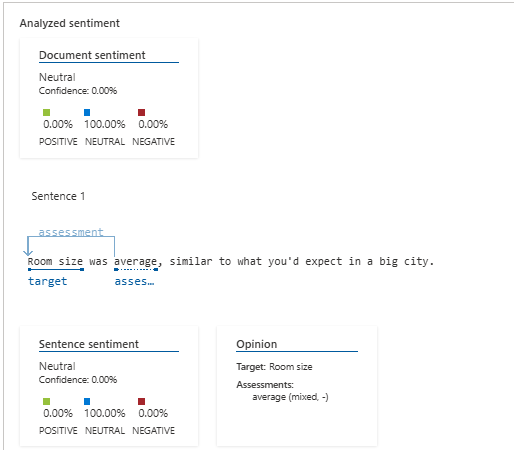 Analyzed sentiment
Document sentiment
Neutral
Confidence: 0.00%
0.00% 100.00% 0.00%
POSITIVE NEUTRAL NEGATIVE
Sentence 1
assessment
Room size was average, similar to what you'd expect in a big city.
target asses…
Sentence sentiment
Neutral
Confidence: 0.00%
0.00% 100.00% 0.00%
POSITIVE NEUTRAL NEGATIVE
Opinion
Target: Room size
Assessments:
average (mixed, -)